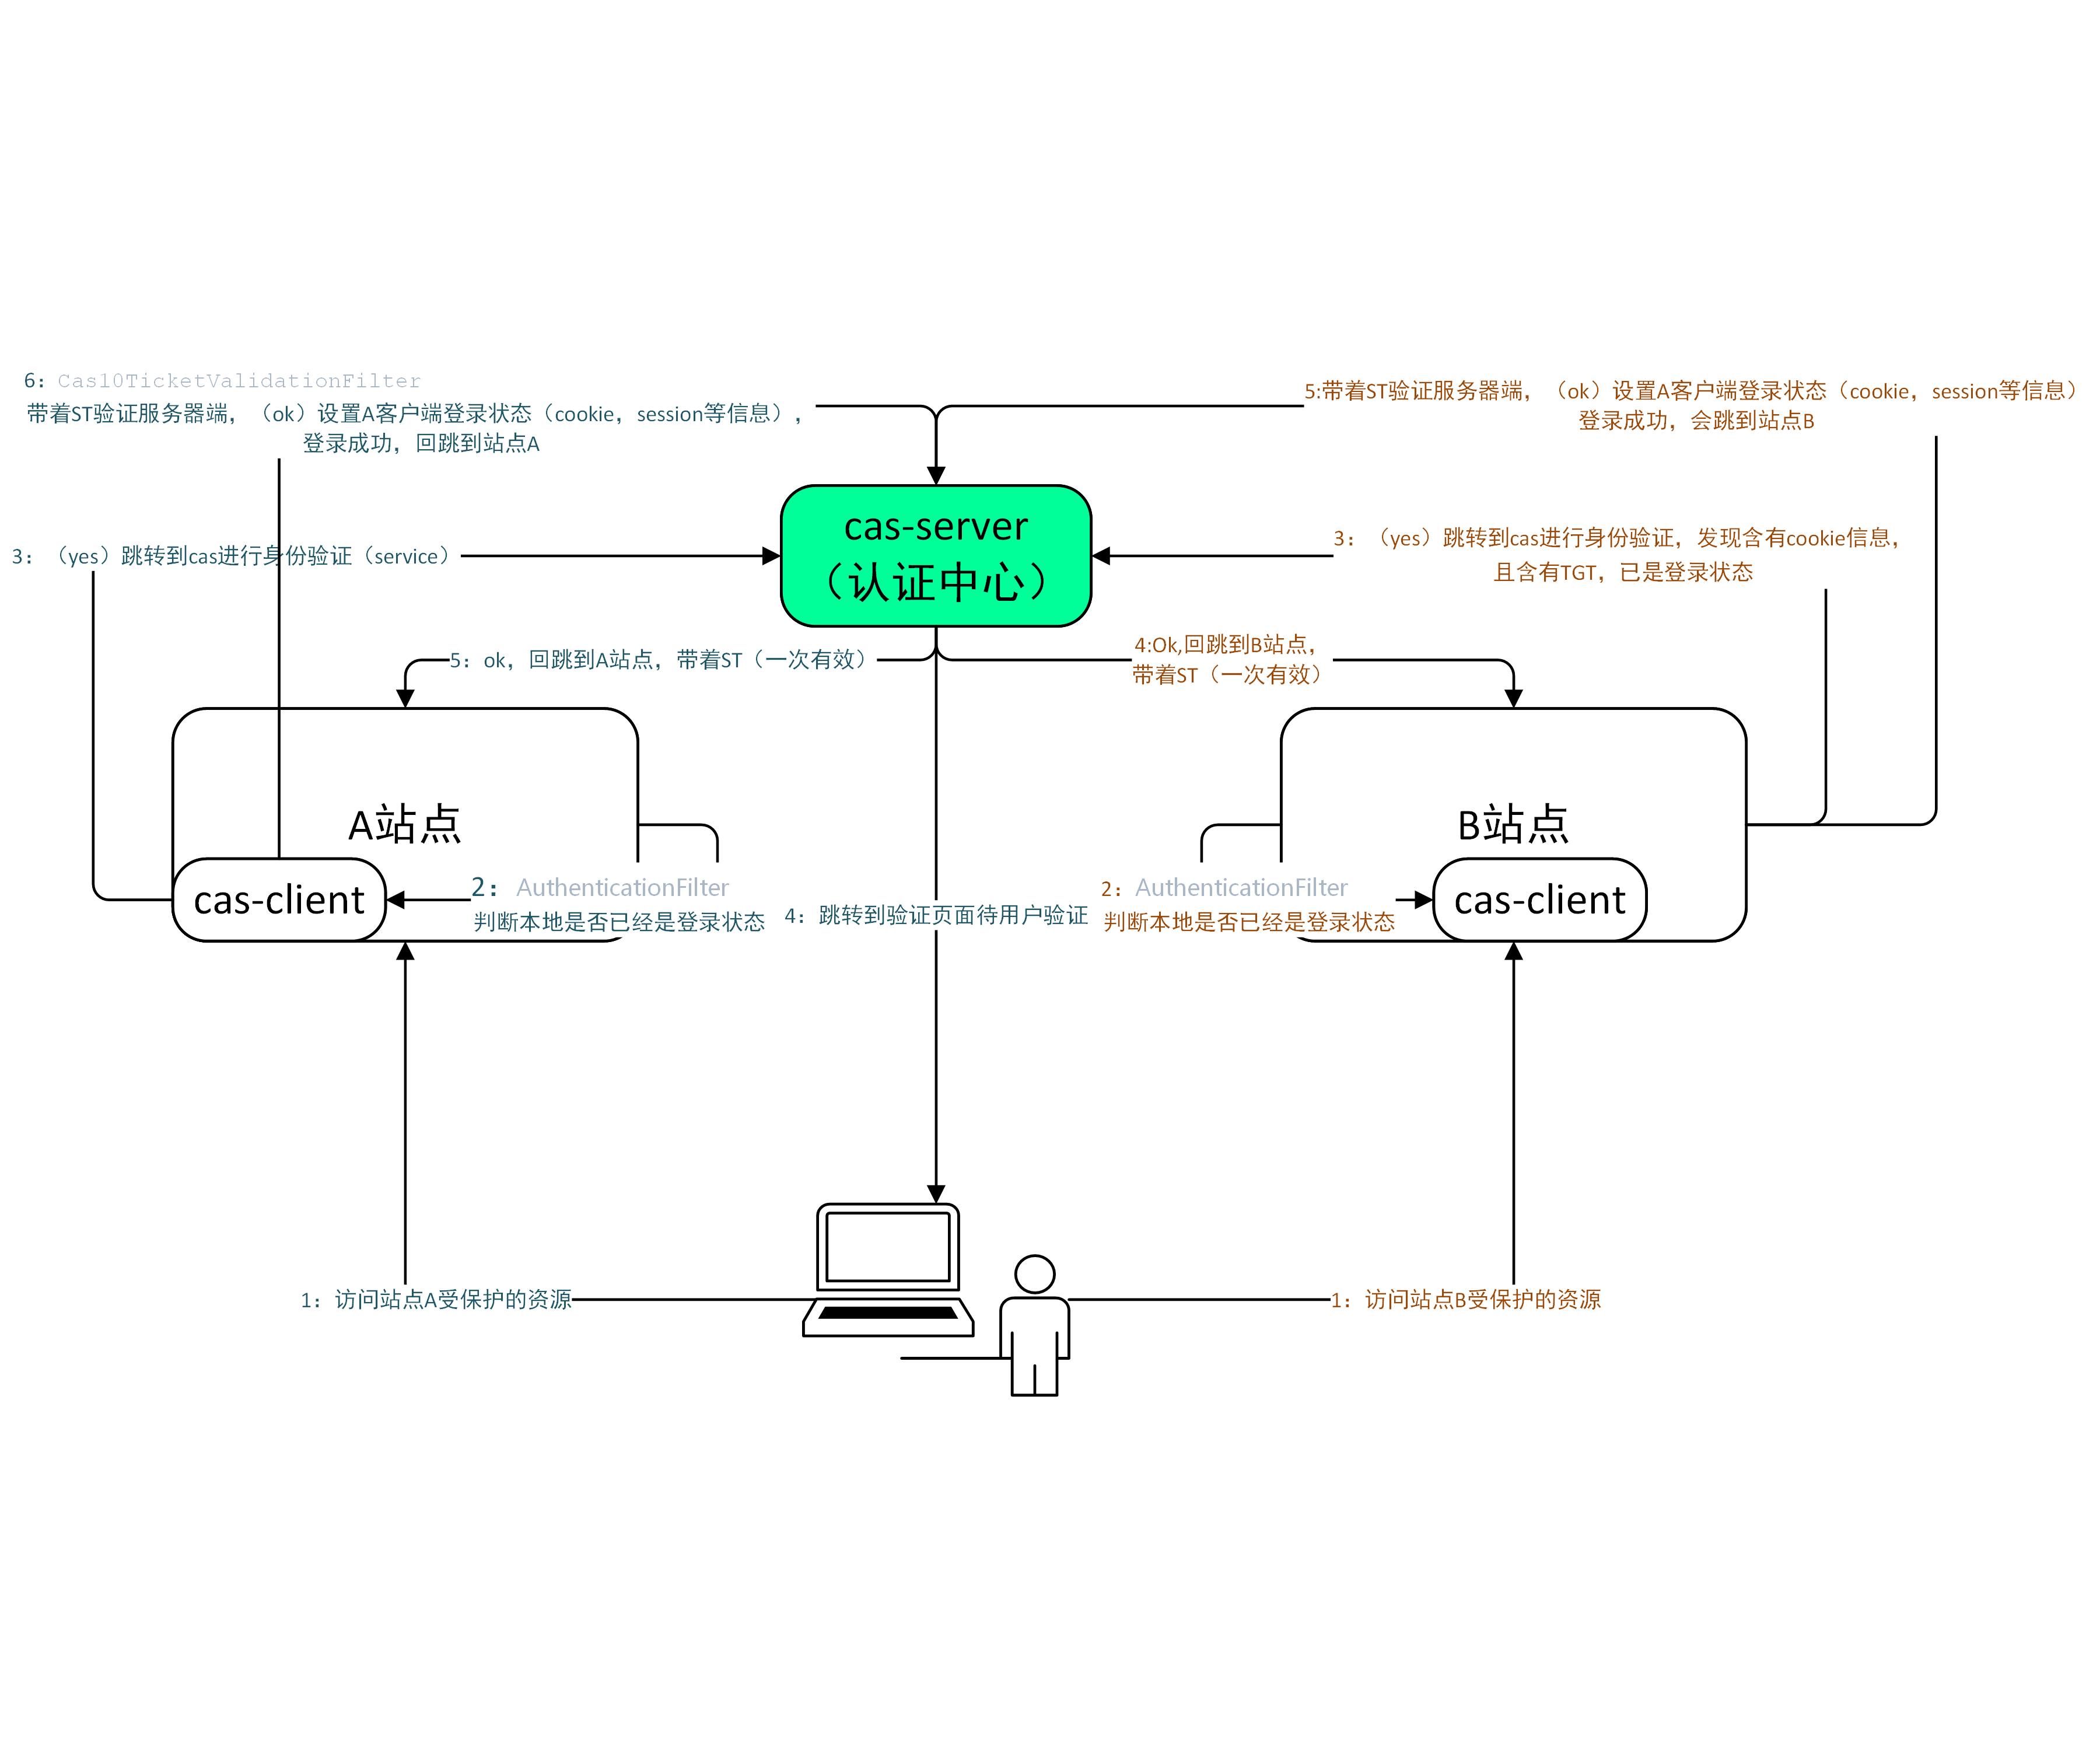 6：Cas10TicketValidationFilter
带着ST验证服务器端，（ok）设置A客户端登录状态（cookie，session等信息），
登录成功，回跳到站点A
5:带着ST验证服务器端，（ok）设置A客户端登录状态（cookie，session等信息）
登录成功，会跳到站点B
cas-server
（认证中心）
3：（yes）跳转到cas进行身份验证（service）
3：（yes）跳转到cas进行身份验证，发现含有cookie信息，
且含有TGT，已是登录状态
5：ok，回跳到A站点，带着ST（一次有效）
4:Ok,回跳到B站点，
带着ST（一次有效）
A站点
cas-client
2：AuthenticationFilter
判断本地是否已经是登录状态
4：跳转到验证页面待用户验证
2：AuthenticationFilter
判断本地是否已经是登录状态
B站点
cas-client
1：访问站点A受保护的资源
1：访问站点B受保护的资源